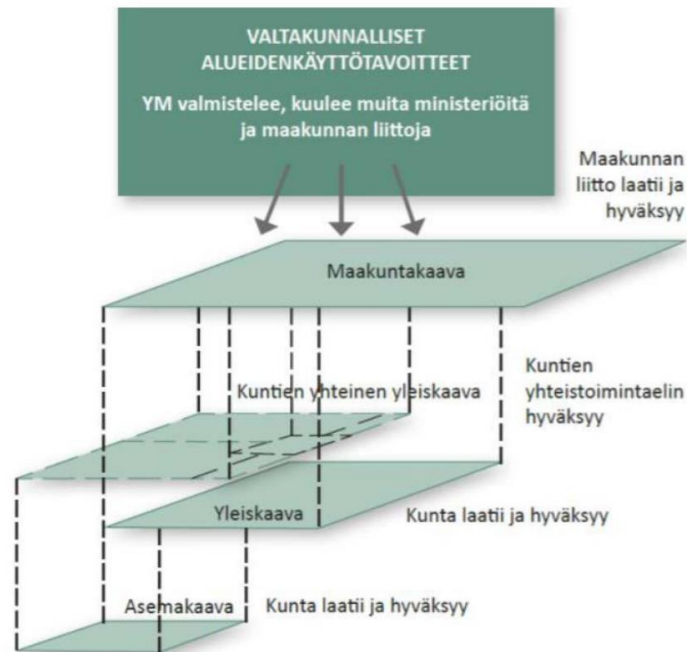 VALTAKUNNALLISET
ALUEIDENKÄYTTÖTAVOITTEET
YM valmistelee, kuulee muita ministeriöitä
ja maakunnan liittoja
Maakunnan
liitto laatii ja
hyväksyy
Maakuntakaava
Kuntien yhteinen yleiskaava
Kuntien
yhteistoimintaelin
hyväksyy
Yleiskaava
Kunta laatii ja hyväksyy
Asemakaava
Kunta laatii ja hyväksyy